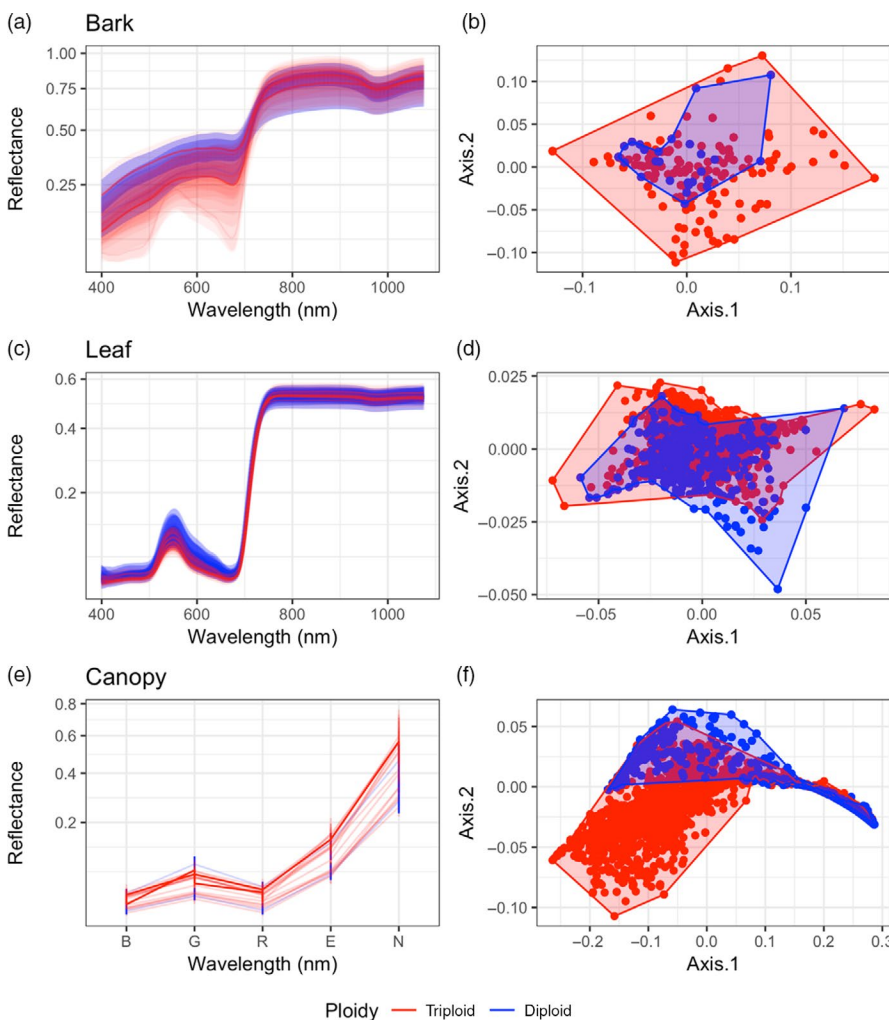 (a) Bark
Reflectance
1.00
0.75
0.50
0.25
400 600 800 1000
Wavelength (nm)
(b)
Axis.2
0.10
0.05
0.00
−0.05
−0.10
−0.1 0.0 0.1
Axis.1
(c) Leaf
Reflectance
0.6
0.4
0.2
400 600 800 1000
Wavelength (nm)
(d)
Axis.2
0.025
0.000
−0.025
−0.050
−0.05 0.00 0.05
Axis.1
(e) Canopy
Reflectance
0.8
0.6
0.4
0.2
B G R E N
Wavelength (nm)
(f)
Axis.2
0.05
0.00
−0.05
−0.10
−0.2 −0.1 0.0 0.1 0.2 0.3
Axis.1
Ploidy Triploid Diploid